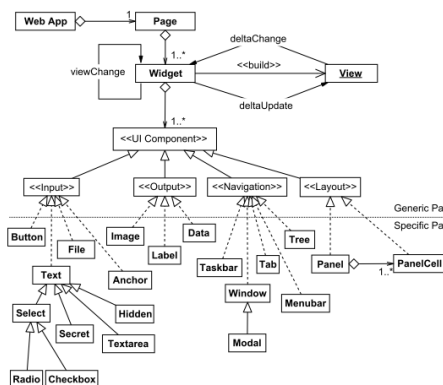 Web App 1 Page
deltaChange
1..*
viewChange Widget <<build>> View
deltaUpdate
1..*
<<UI Component>>
<<Input>> <<Output>> <<Navigation>> <<Layout>>
Generic Pa
Specific Pa
Button Image Data Tree
File Label Tab Panel PanelCell
Anchor Taskbar 1..*
Text Window Menubar
Hidden
Select Secret Textarea
Modal
Radio Checkbox